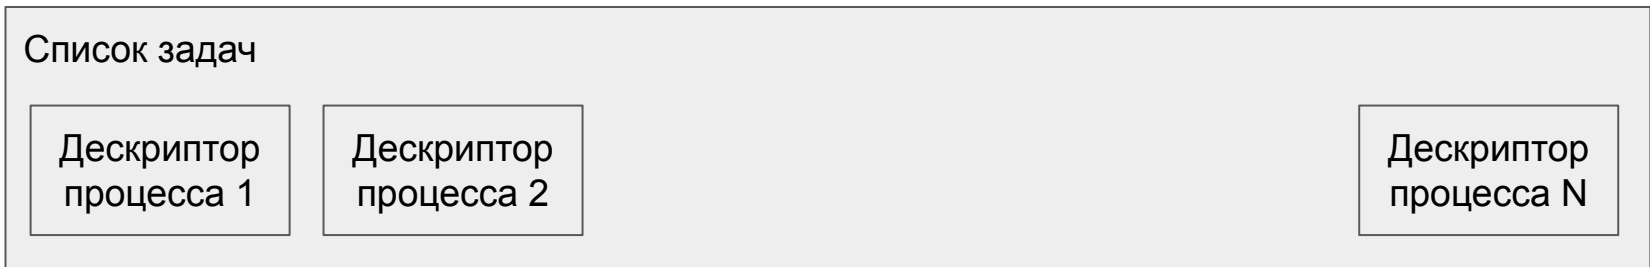 Список задач
Дескриптор
процесса 1
Дескриптор
процесса 2
Дескриптор
процесса N